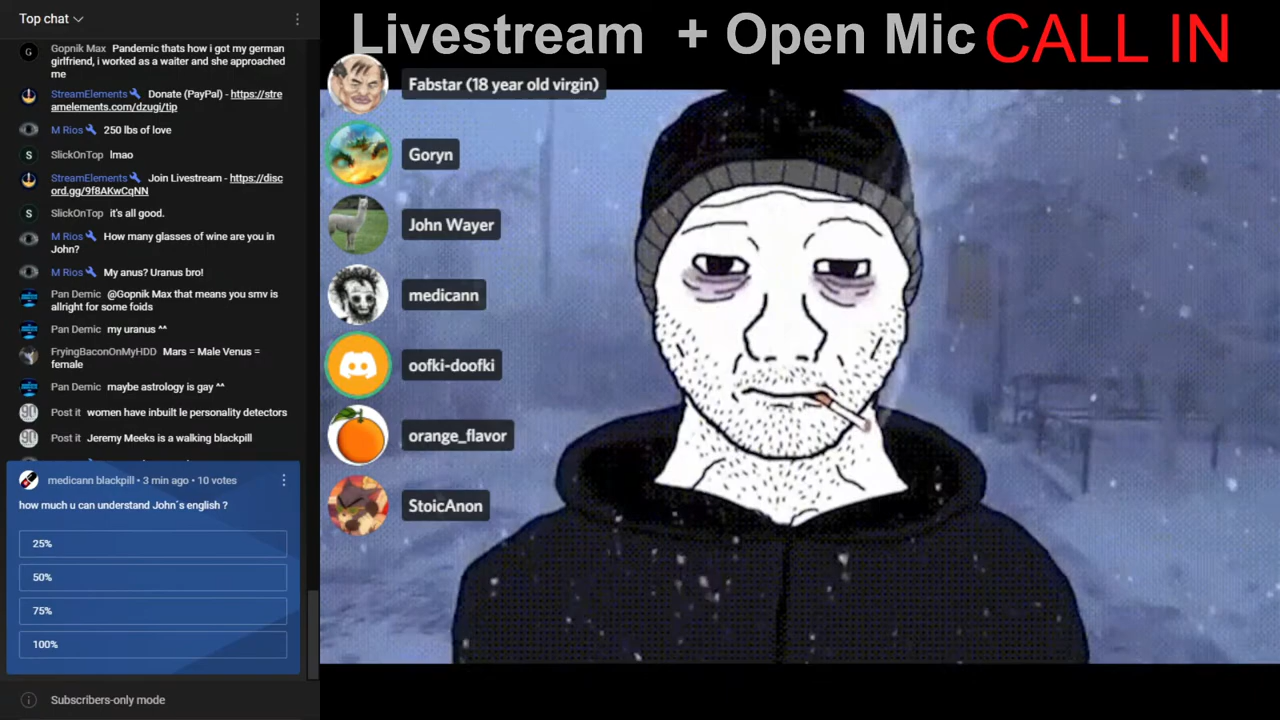 Top chat
Gopnik Max Pandemic thats how i got my german
girlfriend, i worked as a waiter and she approached
me
StreamElements Donate (PayPal) - https://stre
amelements.com/dzugi/tip
M Rios 250 lbs of love
SlickOnTop lmao
StreamElements Join Livestream - https://disc
ord.gg/9f8AKwCqNN
SlickOnTop it's all good.
M Rios How many glasses of wine are you in
John?
M Rios My anus? Uranus bro!
Pan Demic @Gopnik Max that means you smv is
allright for some foids
Pan Demic my uranus ^^
FryingBaconOnMyHDD Mars = Male Venus =
female
Pan Demic maybe astrology is gay ^^
Post it women have inbuilt le personality detectors
Post it Jeremy Meeks is a walking blackpill
medicann blackpill • 3 min ago • 10 votes
how much u can understand John`s english ?
25%
50%
75%
100%
Subscribers-only mode
Livestream + Open Mic CALL IN
Fabstar (18 year old virgin)
Goryn
John Wayer
medicann
oofki-doofki
orange_flavor
StoicAnon